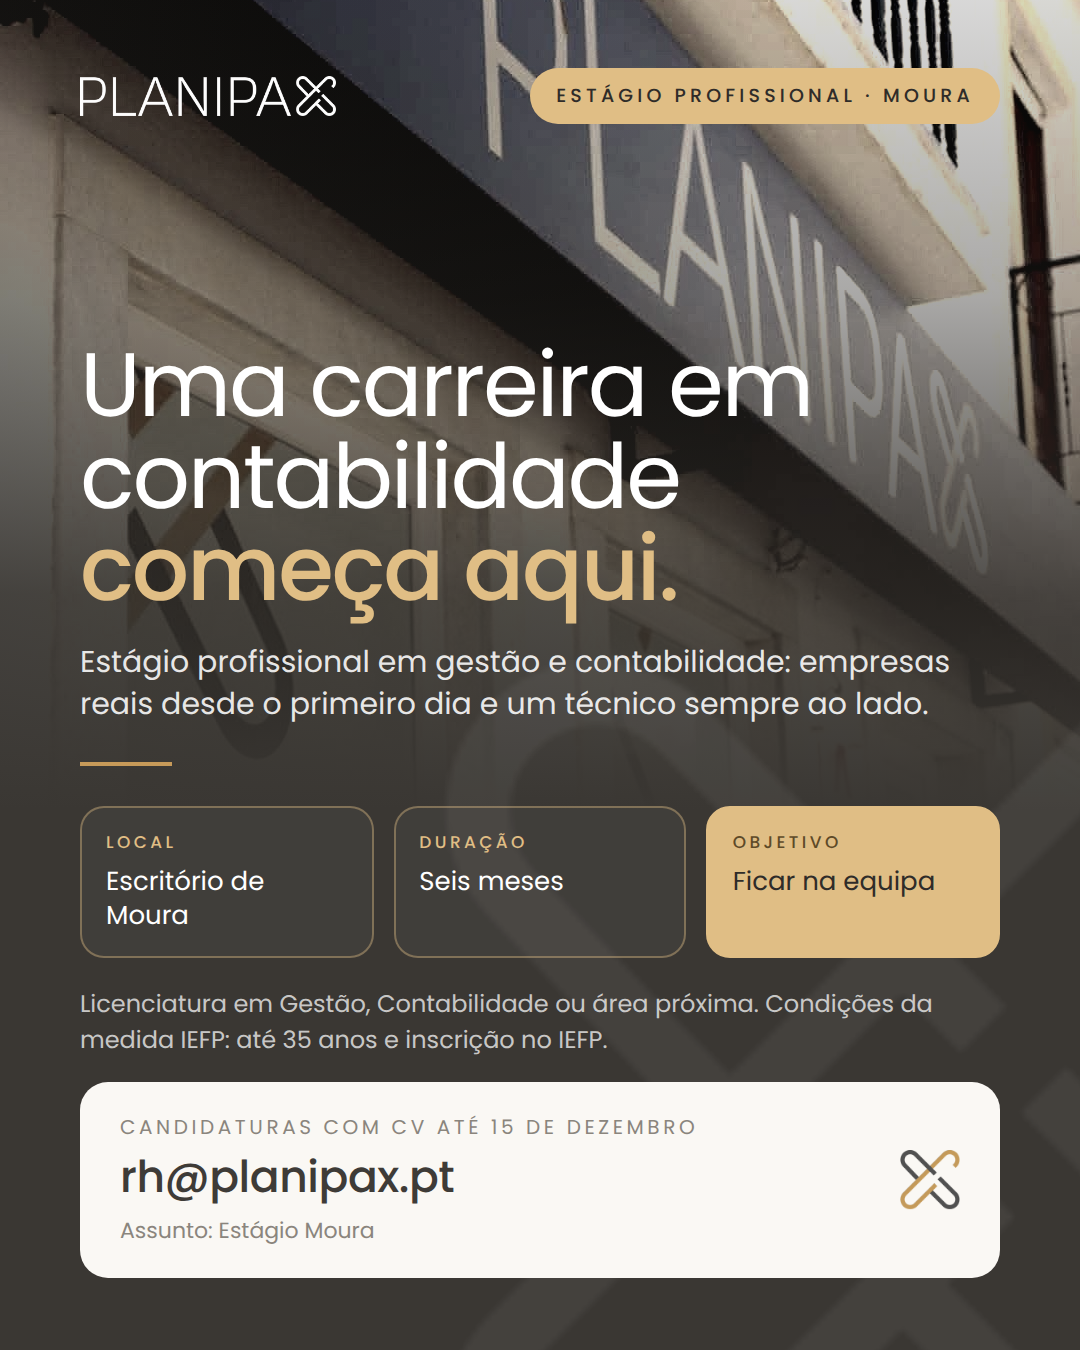 PLANIPAX
ESTÁGIO PROFISSIONAL · MOURA
PLANIPAX
Uma carreira em
contabilidade
começa aqui.
Estágio profissional em gestão e contabilidade: empresas
reais desde o primeiro dia e um técnico sempre ao lado.
LOCAL
Escritório de
Moura
DURAÇÃO
Seis meses
OBJETIVO
Ficar na equipa
Licenciatura em Gestão, Contabilidade ou área próxima. Condições da
medida IEFP: até 35 anos e inscrição no IEFP.
CANDIDATURAS COM CV ATÉ 15 DE DEZEMBRO
rh@planipax.pt
Assunto: Estágio Moura